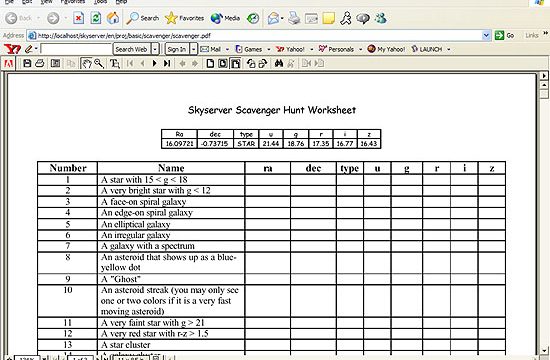 File Edit View Favorites Tools Help
Back Search Favorites Media
Address http://localhost/skyserver/en/proj/basic/scavenger/scavenger.pdf Go Links
Search Web Sign In Mail Games Yahoo! Personals My Yahoo! LAUNCH
Skyserver Scavenger Hunt Worksheet
Ra dec type u g r i z
16.09721 -0.73715 STAR 21.44 18.76 17.35 16.77 16.43
Number Name ra dec type u g r i z
1 A star with 15 < g < 18
2 A very bright star with g < 12
3 A face-on spiral galaxy
4 An edge-on spiral galaxy
5 An elliptical galaxy
6 An irregular galaxy
7 A galaxy with a spectrum
8 An asteroid that shows up as a blue-
yellow dot
9 A "Ghost"
10 An asteroid streak (you may only see
one or two colors if it is a very fast
moving asteroid)
11 A very faint star with g > 21
12 A very red star with r-z > 1.5
13 A star cluster